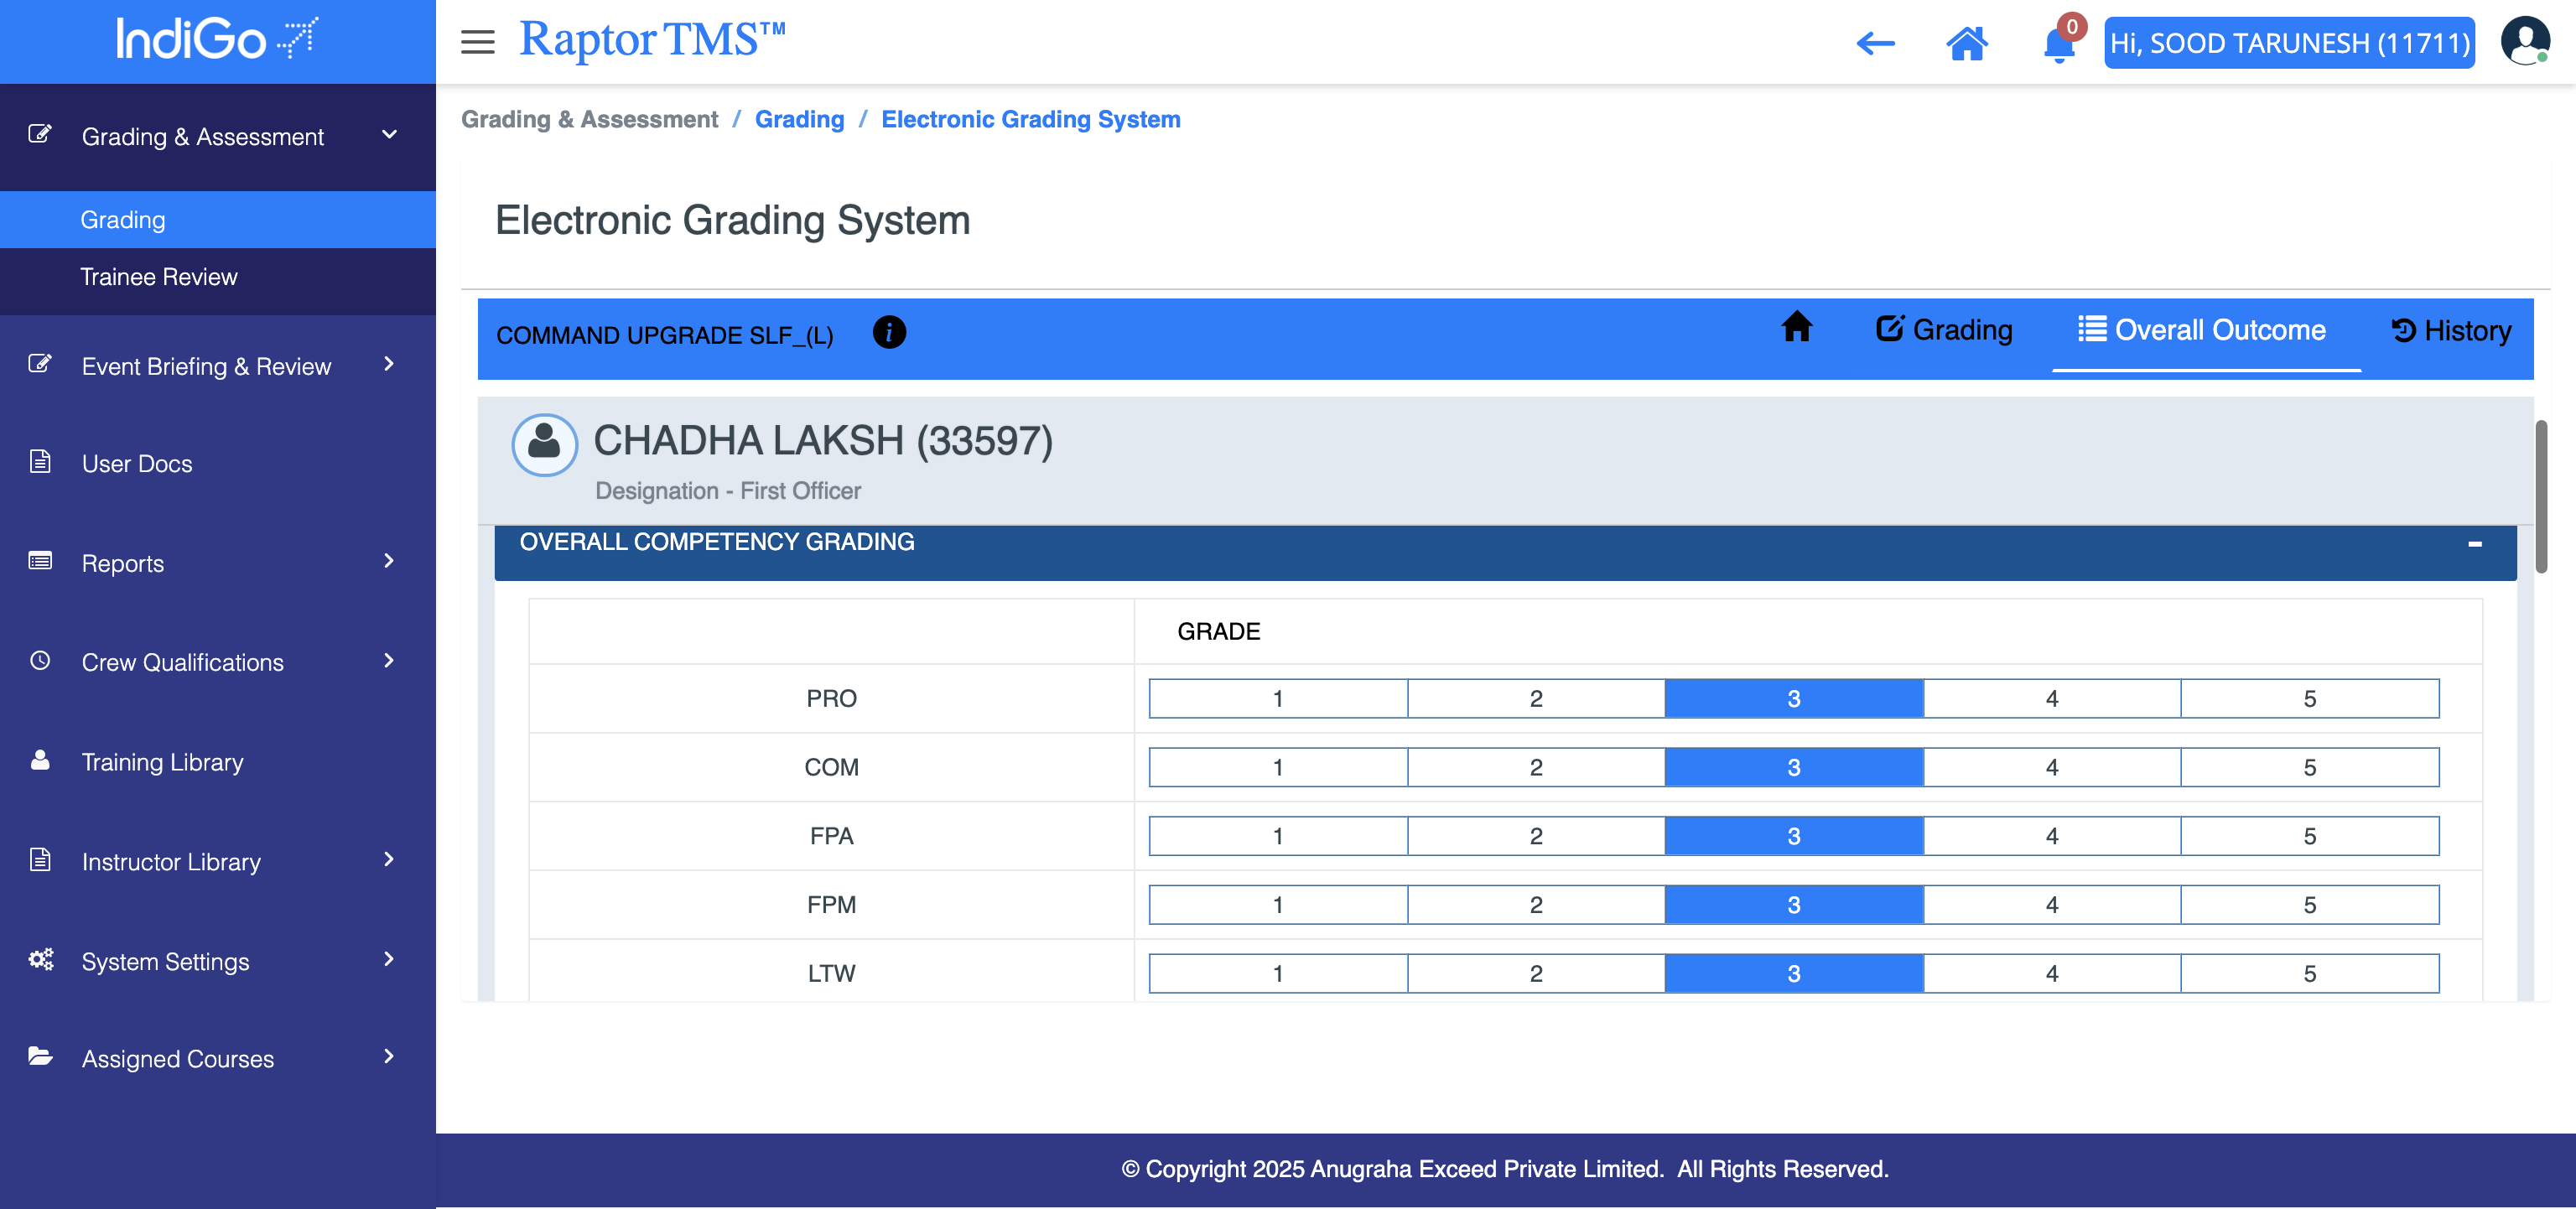 IndiGo
Raptor TMS™
0
Hi, SOOD TARUNESH (11711)
Grading & Assessment
Grading
Trainee Review
Event Briefing & Review
User Docs
Reports
Crew Qualifications
Training Library
Instructor Library
System Settings
Assigned Courses
Grading & Assessment / Grading / Electronic Grading System
Electronic Grading System
COMMAND UPGRADE SLF_(L)
i
Grading
Overall Outcome
History
CHADHA LAKSH (33597)
Designation - First Officer
OVERALL COMPETENCY GRADING
GRADE
PRO 1 2 3 4 5
COM 1 2 3 4 5
FPA 1 2 3 4 5
FPM 1 2 3 4 5
LTW 1 2 3 4 5
© Copyright 2025 Anugraha Exceed Private Limited. All Rights Reserved.